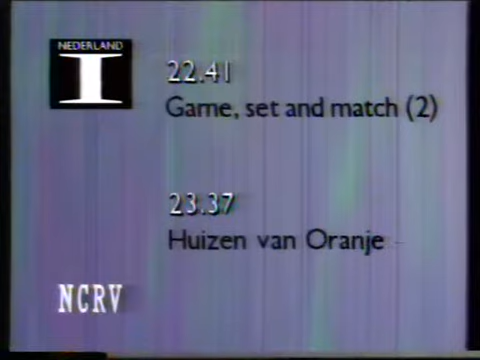 NEDERLAND
I
22.41
Game, set and match (2)
23.37
Huizen van Oranje
NCRV